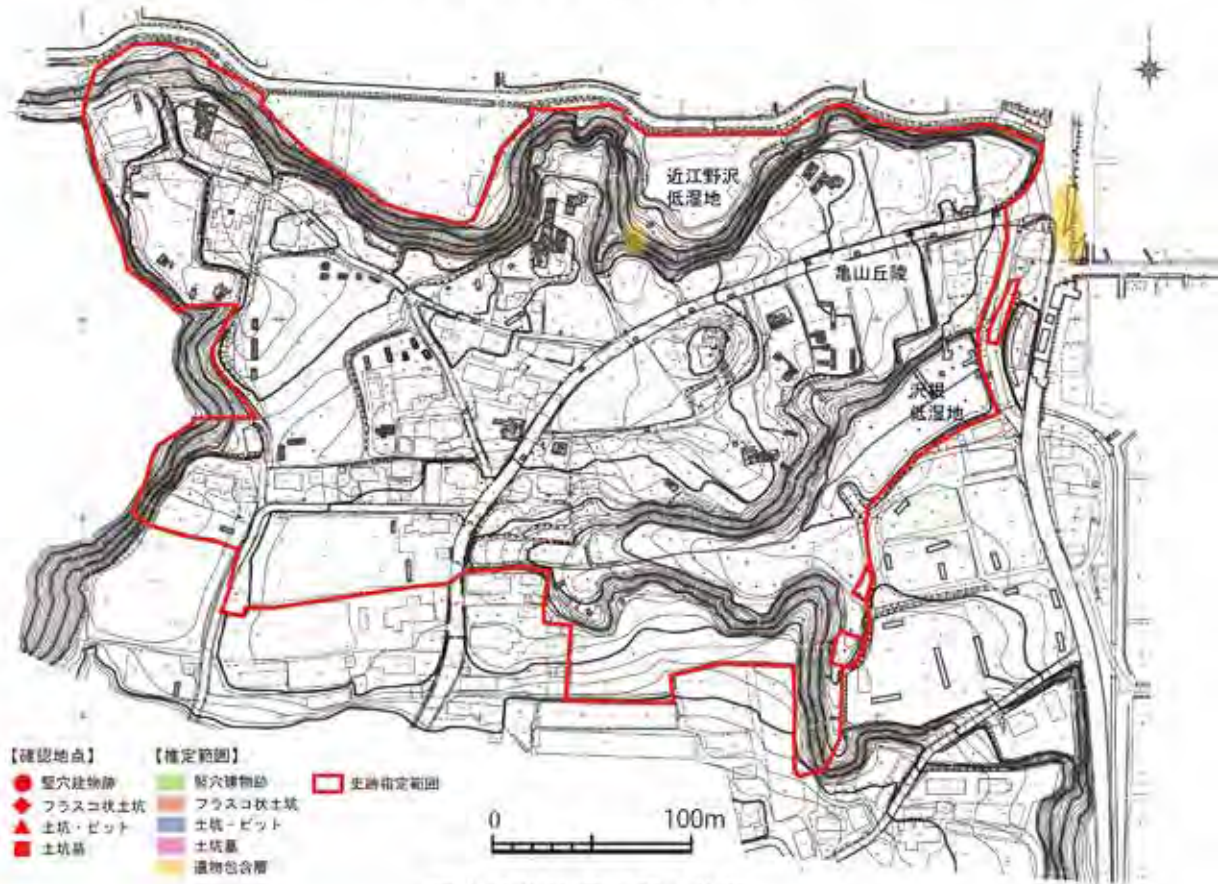 近江野沢
低湿地
亀山丘陵
沢根
低湿地
【確認地点】
竪穴建物跡
フラスコ状土坑
土坑・ピット
土坑墓
【推定範囲】
竪穴建物跡
フラスコ状土坑
土坑・ピット
土坑墓
遺物包含層
史跡指定範囲
0 100m